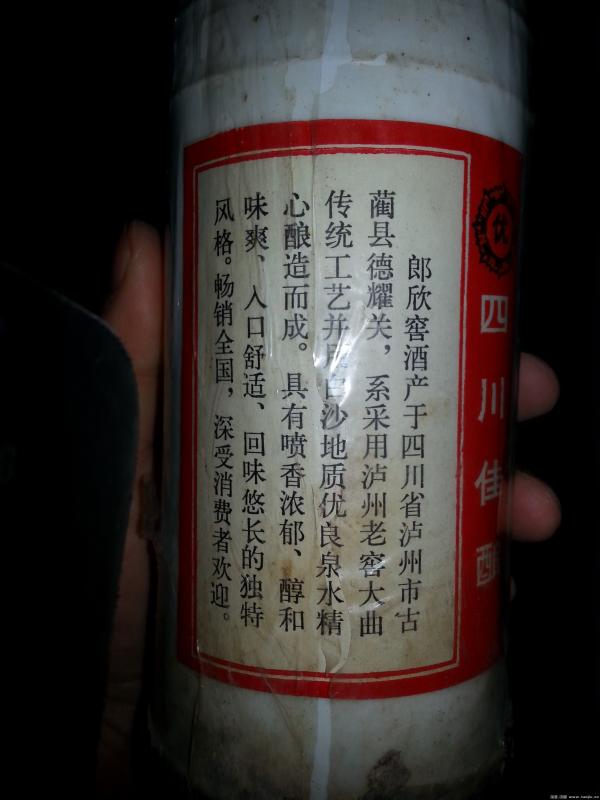 郎欣窖酒产于四川省泸州市古
蔺县德耀关，系采用泸州老窖大曲
传统工艺并用白沙地质优良泉水精
心酿造而成。具有喷香浓郁、醇和
味爽、入口舒适、回味悠长的独特
风格。畅销全国，深受消费者欢迎。
优
四川佳酿